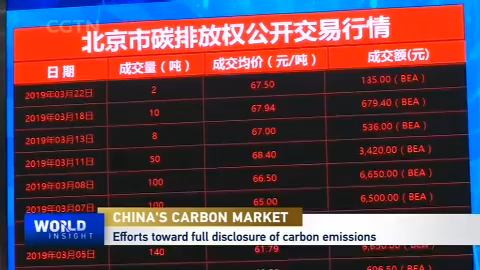 CGTN
北京市碳排放权公开交易行情
日 期 成交量（吨） 成交均价（元/吨） 成交额(元)
2019年03月22日 2 67.50 135.00（BEA）
2019年03月18日 10 67.94 679.40（BEA）
2019年03月13日 8 67.00 536.00（BEA）
2019年03月11日 50 68.40 3,420.00（BEA）
2019年03月08日 100 66.50 6,650.00（BEA）
2019年03月07日 100 65.00 6,500.00（BEA）
WORLD
INSIGHT
CHINA'S CARBON MARKET
Efforts toward full disclosure of carbon emissions
2019年03月05日 140 61.79